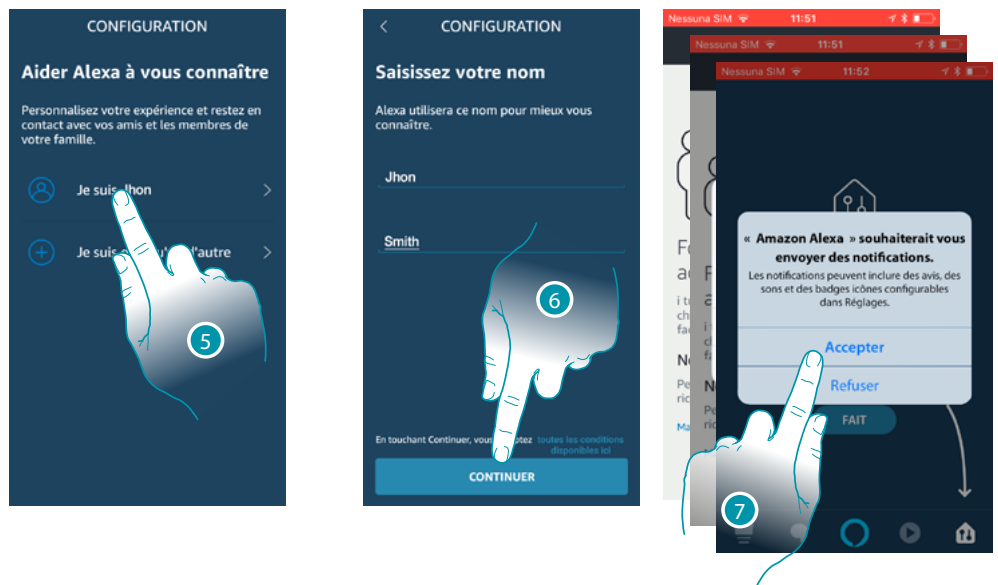 CONFIGURATION
Aider Alexa à vous connaître
Personnalisez votre expérience et restez en
contact avec vos amis et les membres de
votre famille.
Je suis Jhon
Je suis d'autre
5
CONFIGURATION
Saisissez votre nom
Alexa utilisera ce nom pour mieux vous
connaître.
Jhon
Smith
6
En touchant Continuer, vous toutes les conditions
disponibles ici
CONTINUER
Nessuna SIM 11:51
Nessuna SIM 11:51
Nessuna SIM 11:52
« Amazon Alexa » souhaiterait vous
envoyer des notifications.
Les notifications peuvent inclure des avis, des
sons et des badges icônes configurables
dans Réglages.
Accepter
Refuser
FAIT
7